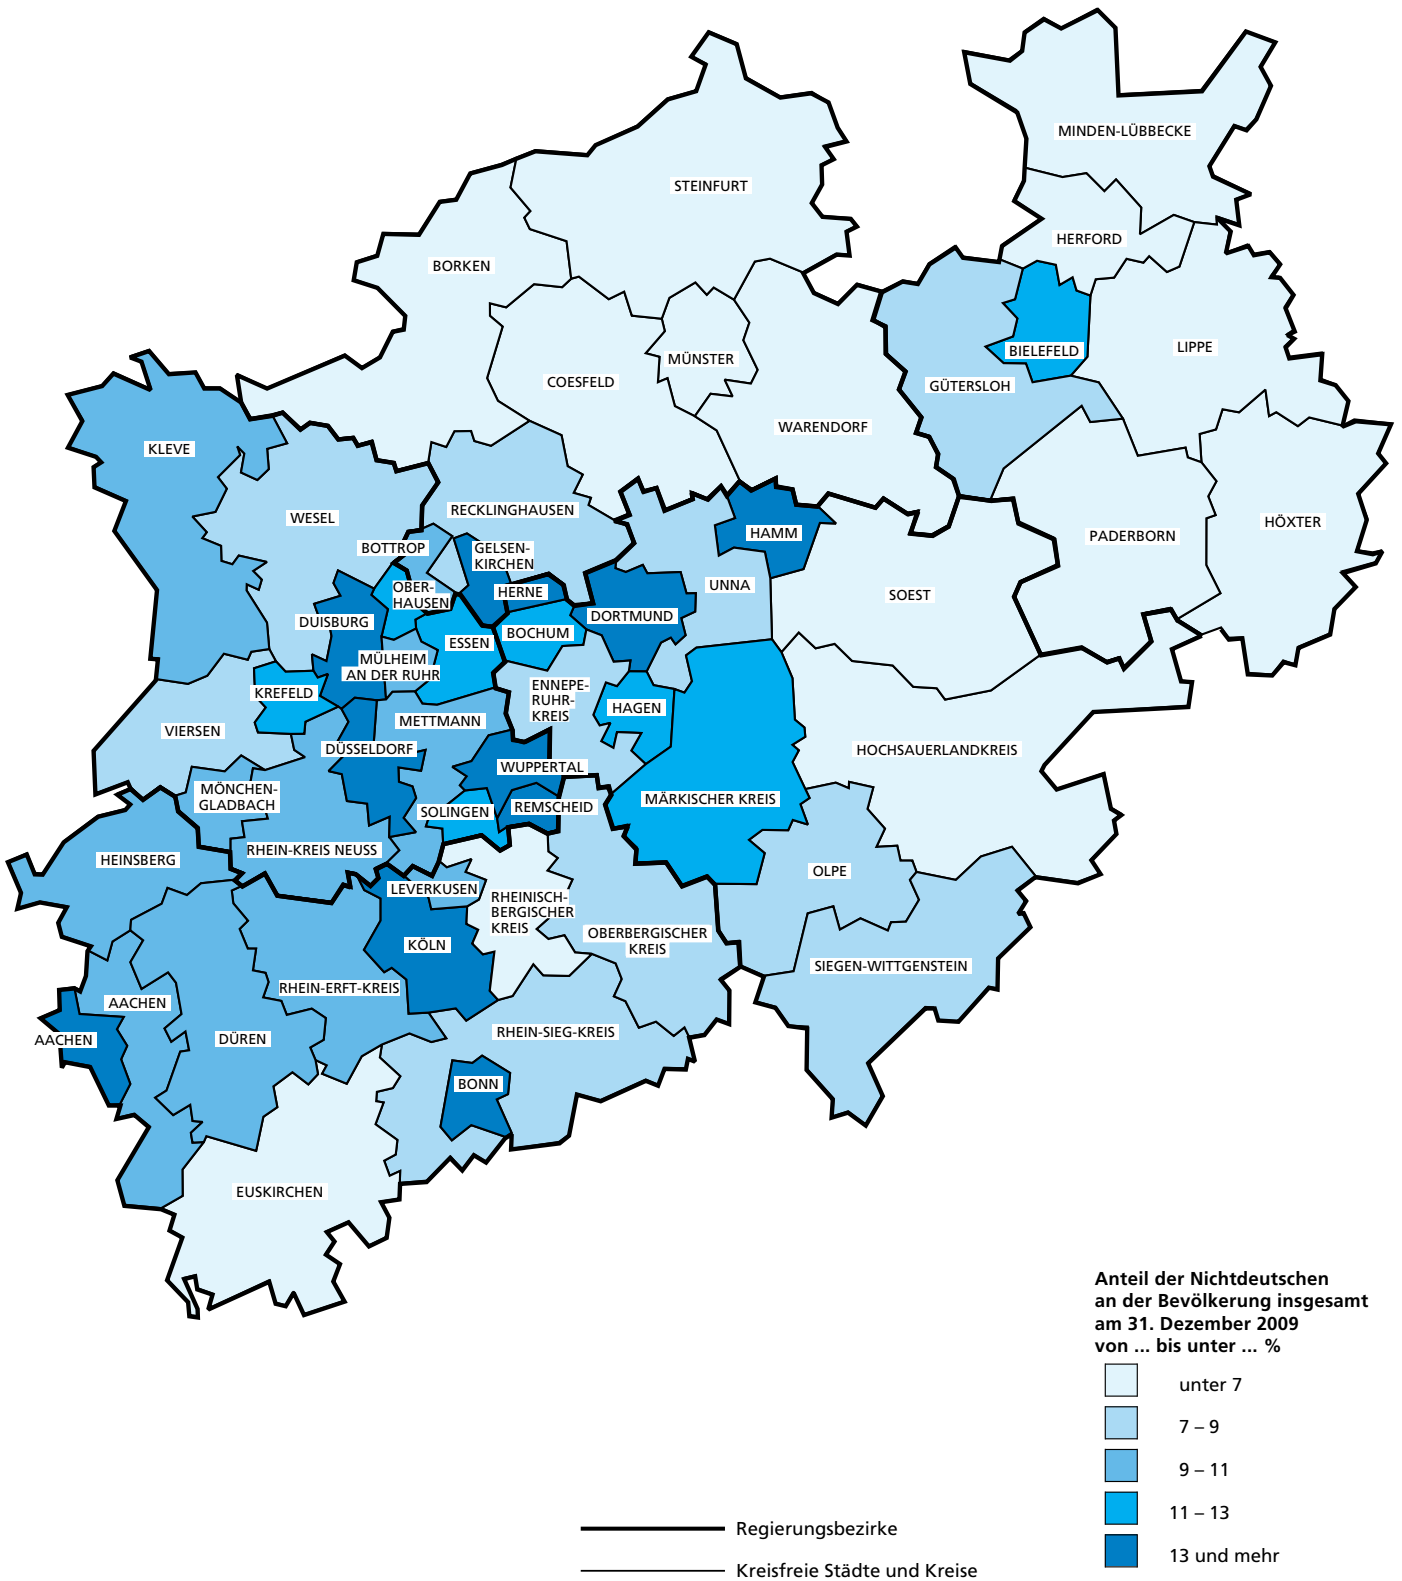 MINDEN-LÜBBECKE
STEINFURT
HERFORD
BORKEN
LIPPE
BIELEFELD
MÜNSTER
COESFELD
GÜTERSLOH
WARENDORF
KLEVE
RECKLINGHAUSEN
WESEL
HÖXTER
HAMM
PADERBORN
BOTTROP
GELSEN-
KIRCHEN
UNNA
OBER-
HAUSEN
HERNE
SOEST
DORTMUND
DUISBURG
BOCHUM
ESSEN
MÜLHEIM
AN DER RUHR
KREFELD
ENNEPE-
RUHR-
KREIS
HAGEN
METTMANN
VIERSEN
DÜSSELDORF
HOCHSAUERLANDKREIS
WUPPERTAL
MÖNCHEN-
GLADBACH
MÄRKISCHER KREIS
REMSCHEID
SOLINGEN
RHEIN-KREIS NEUSS
HEINSBERG
OLPE
LEVERKUSEN
RHEINISCH-
BERGISCHER
KREIS
OBERBERGISCHER
KREIS
KÖLN
SIEGEN-WITTGENSTEIN
RHEIN-ERFT-KREIS
AACHEN
RHEIN-SIEG-KREIS
AACHEN
DÜREN
BONN
EUSKIRCHEN
Anteil der Nichtdeutschen
an der Bevölkerung insgesamt
am 31. Dezember 2009
von ... bis unter ... %
unter 7
7 – 9
9 – 11
11 – 13
13 und mehr
Regierungsbezirke
Kreisfreie Städte und Kreise